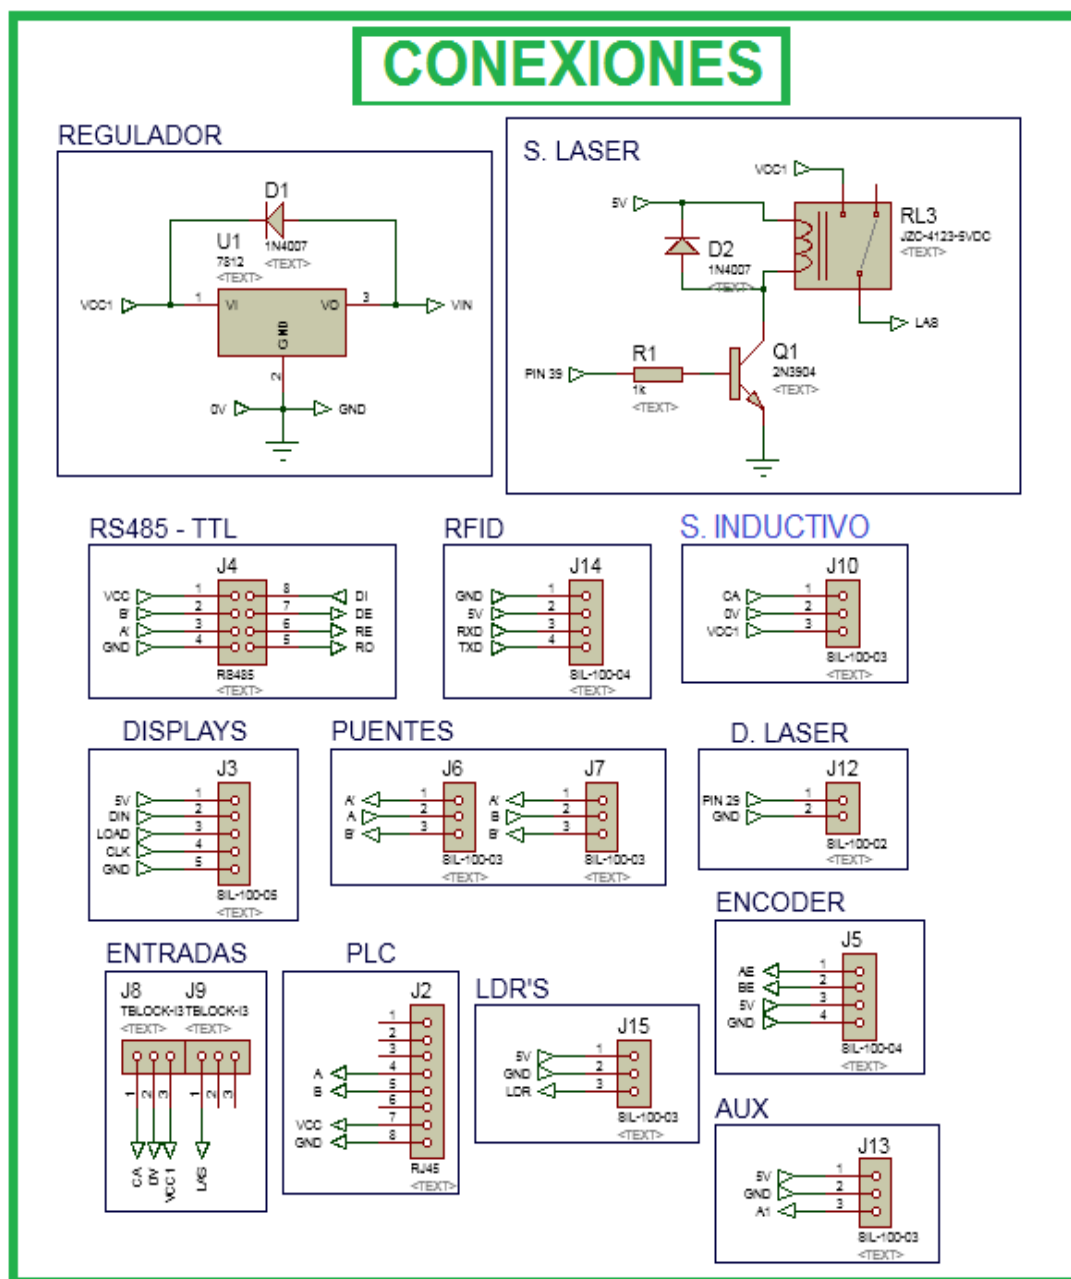 CONEXIONES
REGULADOR
D1
1N4007
<TEXT>
U1
7812
<TEXT>
VCC1
1
VI
VO
3
VIN
GND
2
0V
GND
S. LASER
VCC1
5V
RL3
JZC-4123-5VDC
<TEXT>
D2
1N4007
<TEXT>
LAS
PIN 39
R1
1k
<TEXT>
Q1
2N3904
<TEXT>
RS485 - TTL
J4
VCC 1 8 DI
B' 2 7 DE
A' 3 6 RE
GND 4 5 RO
RS485
<TEXT>
RFID
J14
GND 1
5V 2
RXD 3
TXD 4
SIL-100-04
<TEXT>
S. INDUCTIVO
J10
CA 1
0V 2
VCC1 3
SIL-100-03
<TEXT>
DISPLAYS
J3
5V 1
DIN 2
LOAD 3
CLK 4
GND 5
SIL-100-05
<TEXT>
PUENTES
J6
A' 1
A 2
B' 3
SIL-100-03
<TEXT>
J7
A' 1
B 2
B' 3
SIL-100-03
<TEXT>
D. LASER
J12
PIN 29 1
GND 2
SIL-100-02
<TEXT>
ENCODER
J5
AE 1
BE 2
5V 3
GND 4
SIL-100-04
<TEXT>
ENTRADAS
J8 J9
TBLOCK-I3 TBLOCK-I3
<TEXT> <TEXT>
1 2 3 1 2 3
CA 0V VCC1 LAS
PLC
J2
1
2
3
A 4
B 5
6
VCC 7
GND 8
RJ45
<TEXT>
LDR'S
J15
5V 1
GND 2
LDR 3
SIL-100-03
<TEXT>
AUX
J13
5V 1
GND 2
A1 3
SIL-100-03
<TEXT>